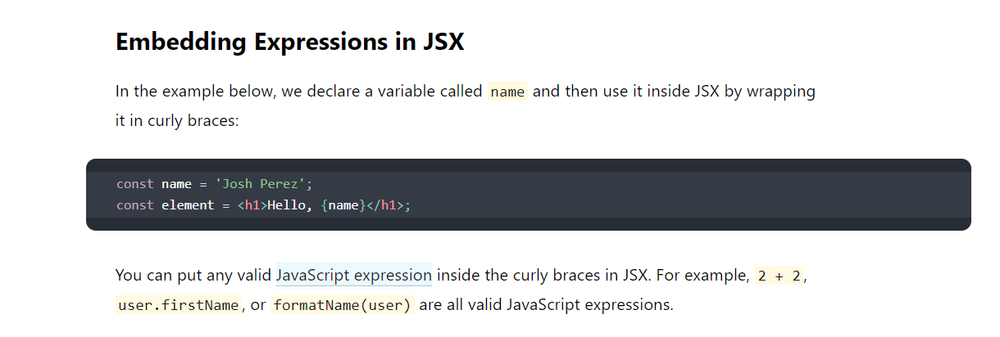 Embedding Expressions in JSX
In the example below, we declare a variable called name and then use it inside JSX by wrapping
it in curly braces:
const name = 'Josh Perez';
const element = <h1>Hello, {name}</h1>;
You can put any valid JavaScript expression inside the curly braces in JSX. For example, 2 + 2,
user.firstName, or formatName(user) are all valid JavaScript expressions.